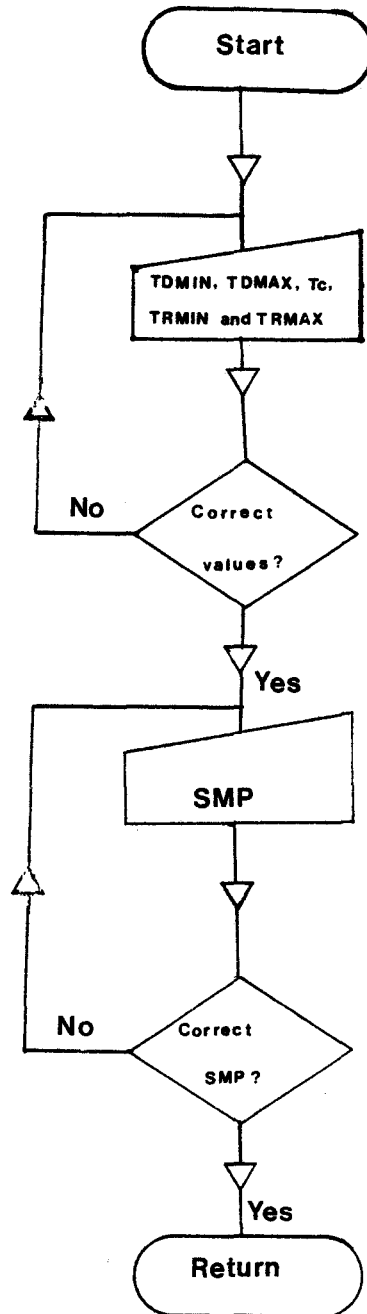 Start
TDMIN, TDMAX, Tc,
TRMIN and TRMAX
No
Correct
values?
Yes
SMP
No
Correct
SMP?
Yes
Return